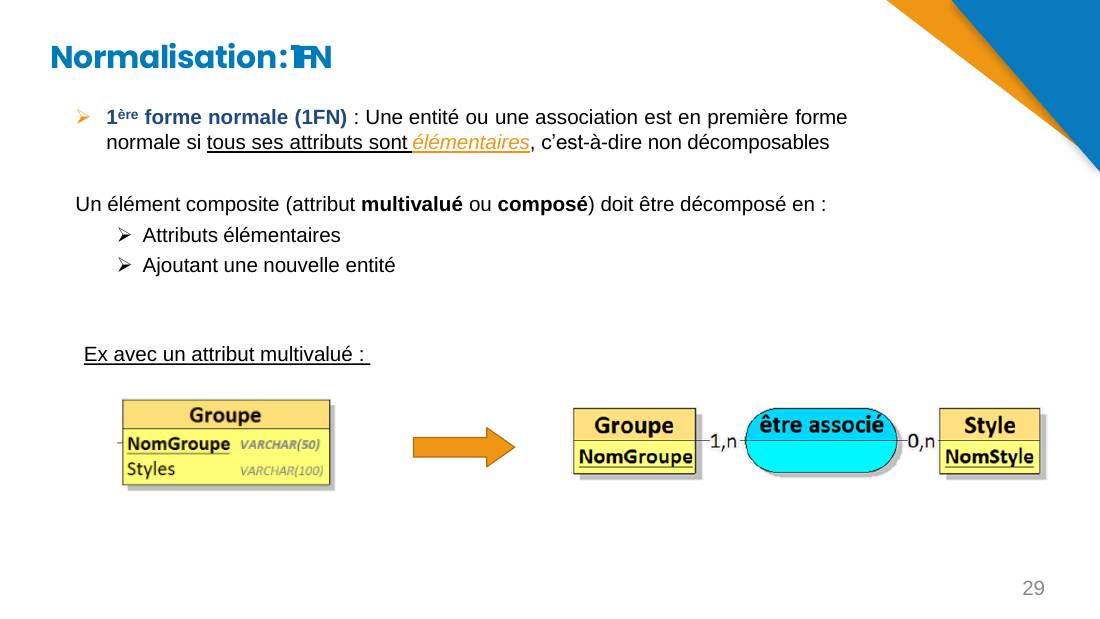 Normalisation: 1FN
1ère forme normale (1FN) : Une entité ou une association est en première forme
normale si tous ses attributs sont élémentaires, c’est-à-dire non décomposables
Un élément composite (attribut multivalué ou composé) doit être décomposé en :
Attributs élémentaires
Ajoutant une nouvelle entité
Ex avec un attribut multivalué :
Groupe
NomGroupe VARCHAR(50)
Styles VARCHAR(100)
Groupe
NomGroupe
1,n
être associé
0,n
Style
NomStyle
29